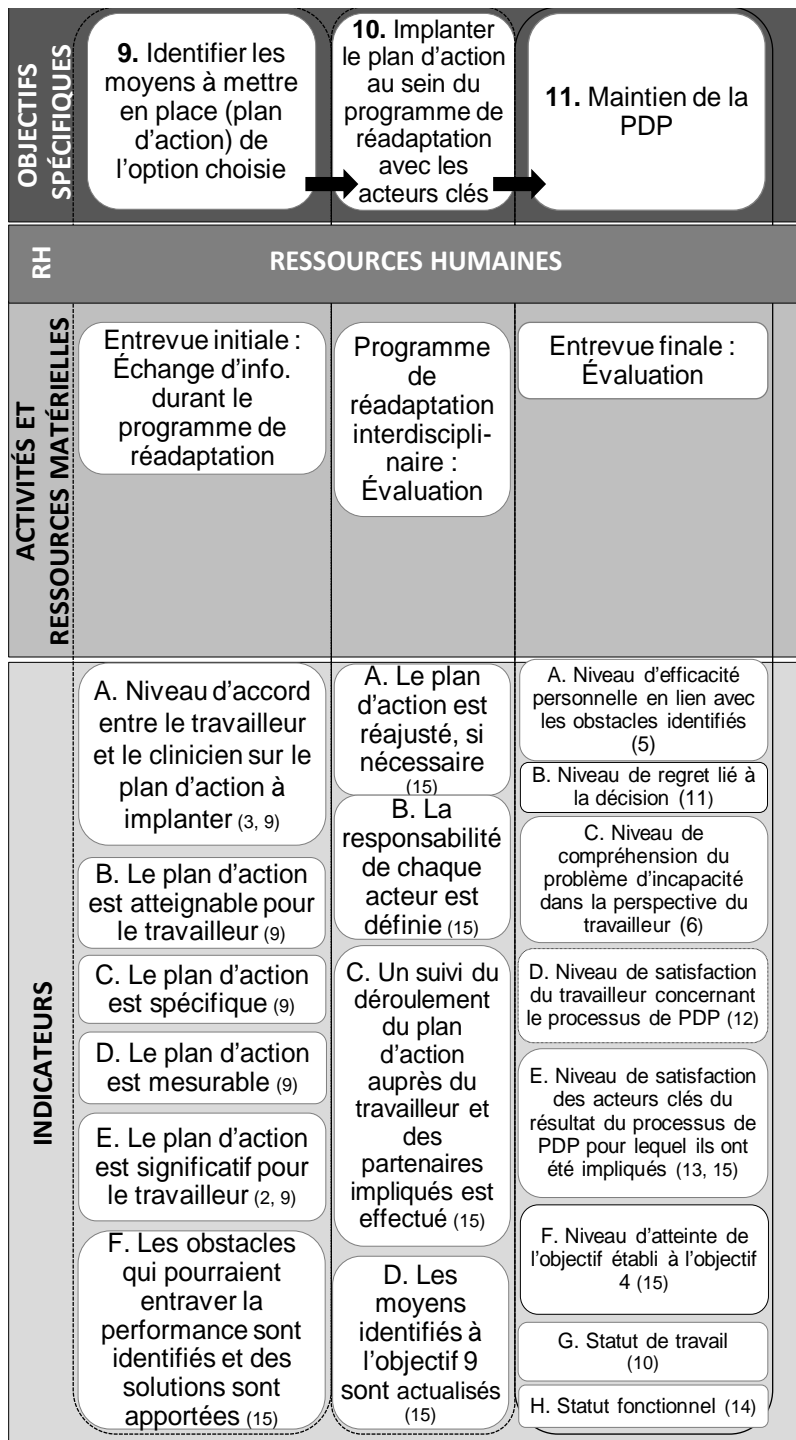 OBJECTIFS
SPÉCIFIQUES
9. Identifier les
moyens à mettre
en place (plan
d’action) de
l’option choisie
10. Implanter
le plan d’action
au sein du
programme de
réadaptation
avec les
acteurs clés
11. Maintien de la
PDP
RH
RESSOURCES HUMAINES
ACTIVITÉS ET
RESSOURCES MATÉRIELLES
Entrevue initiale :
Échange d’info.
durant le
programme de
réadaptation
Programme
de
réadaptation
interdiscipli-
naire :
Évaluation
Entrevue finale :
Évaluation
INDICATEURS
A. Niveau d’accord
entre le travailleur
et le clinicien sur le
plan d’action à
implanter (3, 9)
B. Le plan d’action
est atteignable pour
le travailleur (9)
C. Le plan d’action
est spécifique (9)
D. Le plan d’action
est mesurable (9)
E. Le plan d’action
est significatif pour
le travailleur (2, 9)
F. Les obstacles
qui pourraient
entraver la
performance sont
identifiés et des
solutions sont
apportées (15)
A. Le plan
d’action est
réajusté, si
nécessaire
(15)
B. La
responsabilité
de chaque
acteur est
définie (15)
C. Un suivi du
déroulement
du plan
d’action
auprès du
travailleur et
des
partenaires
impliqués est
effectué (15)
D. Les
moyens
identifiés à
l’objectif 9
sont actualisés
(15)
A. Niveau d’efficacité
personnelle en lien avec
les obstacles identifiés
(5)
B. Niveau de regret lié à
la décision (11)
C. Niveau de
compréhension du
problème d’incapacité
dans la perspective du
travailleur (6)
D. Niveau de satisfaction
du travailleur concernant
le processus de PDP (12)
E. Niveau de satisfaction
des acteurs clés du
résultat du processus de
PDP pour lequel ils ont
été impliqués (13, 15)
F. Niveau d’atteinte de
l’objectif établi à l’objectif
4 (15)
G. Statut de travail
(10)
H. Statut fonctionnel (14)